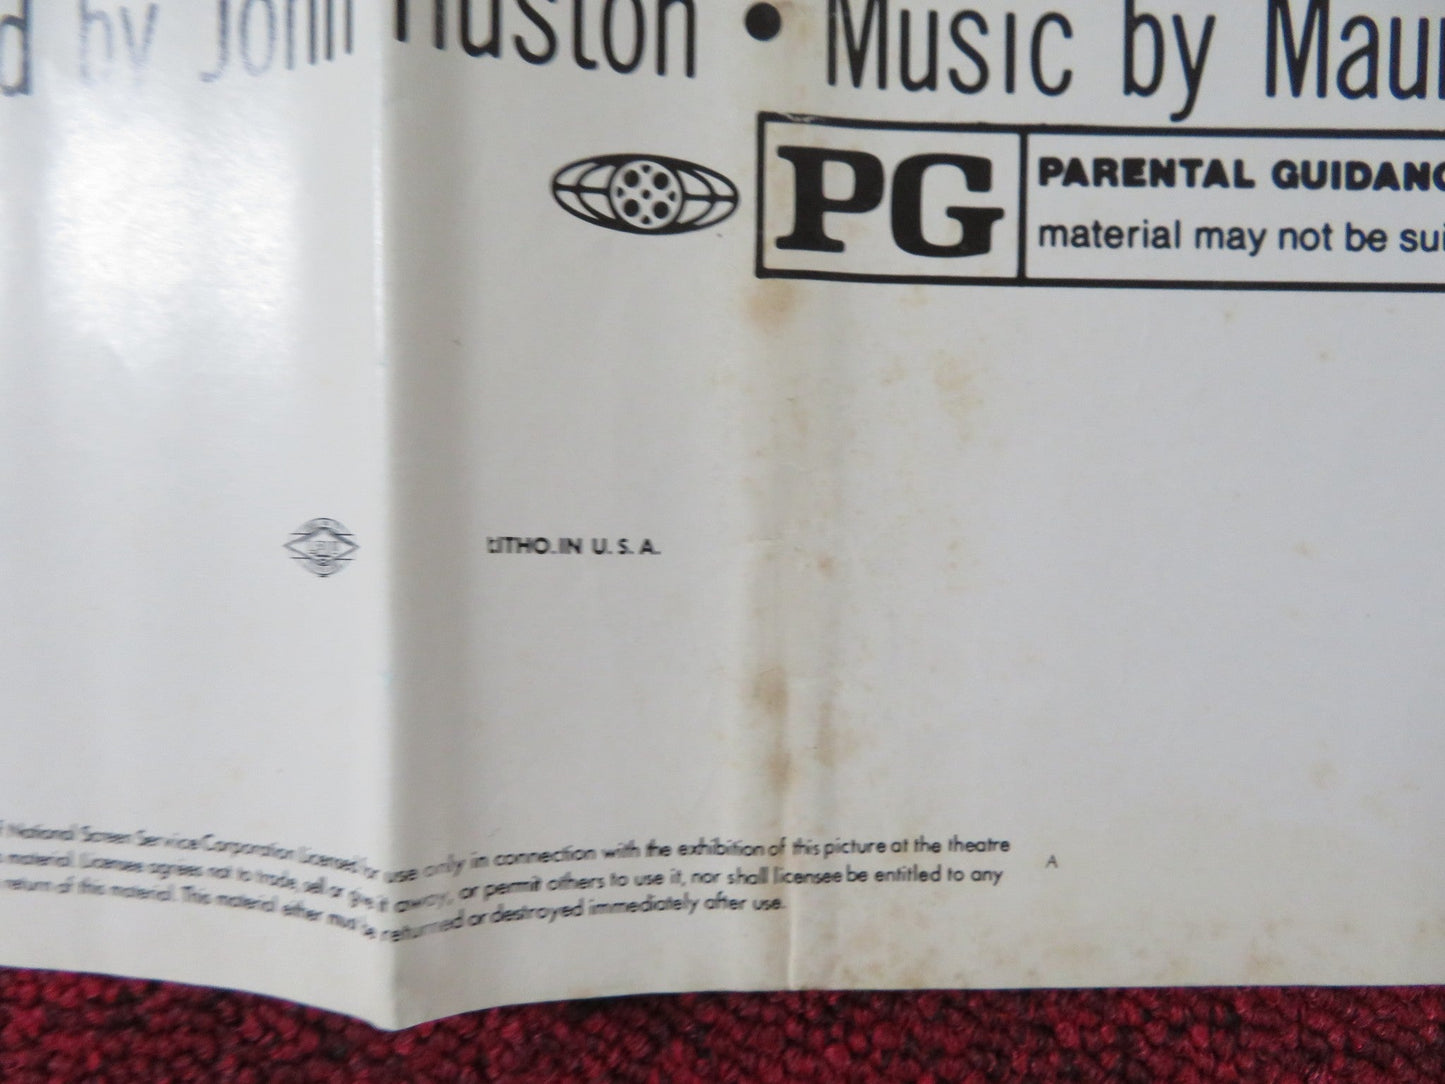 d by John Huston • Music by Maur
PG
PARENTAL GUIDANC
material may not be sui
LITHO. IN U. S. A.
National Screen Service Corporation Licensed for use only in connection with the exhibition of this picture at the theatre
material. Licensee agrees not to trade, sell or give it away, or permit others to use it, nor shall licensee be entitled to any
return of this material. This material either must be returned or destroyed immediately after use.
A